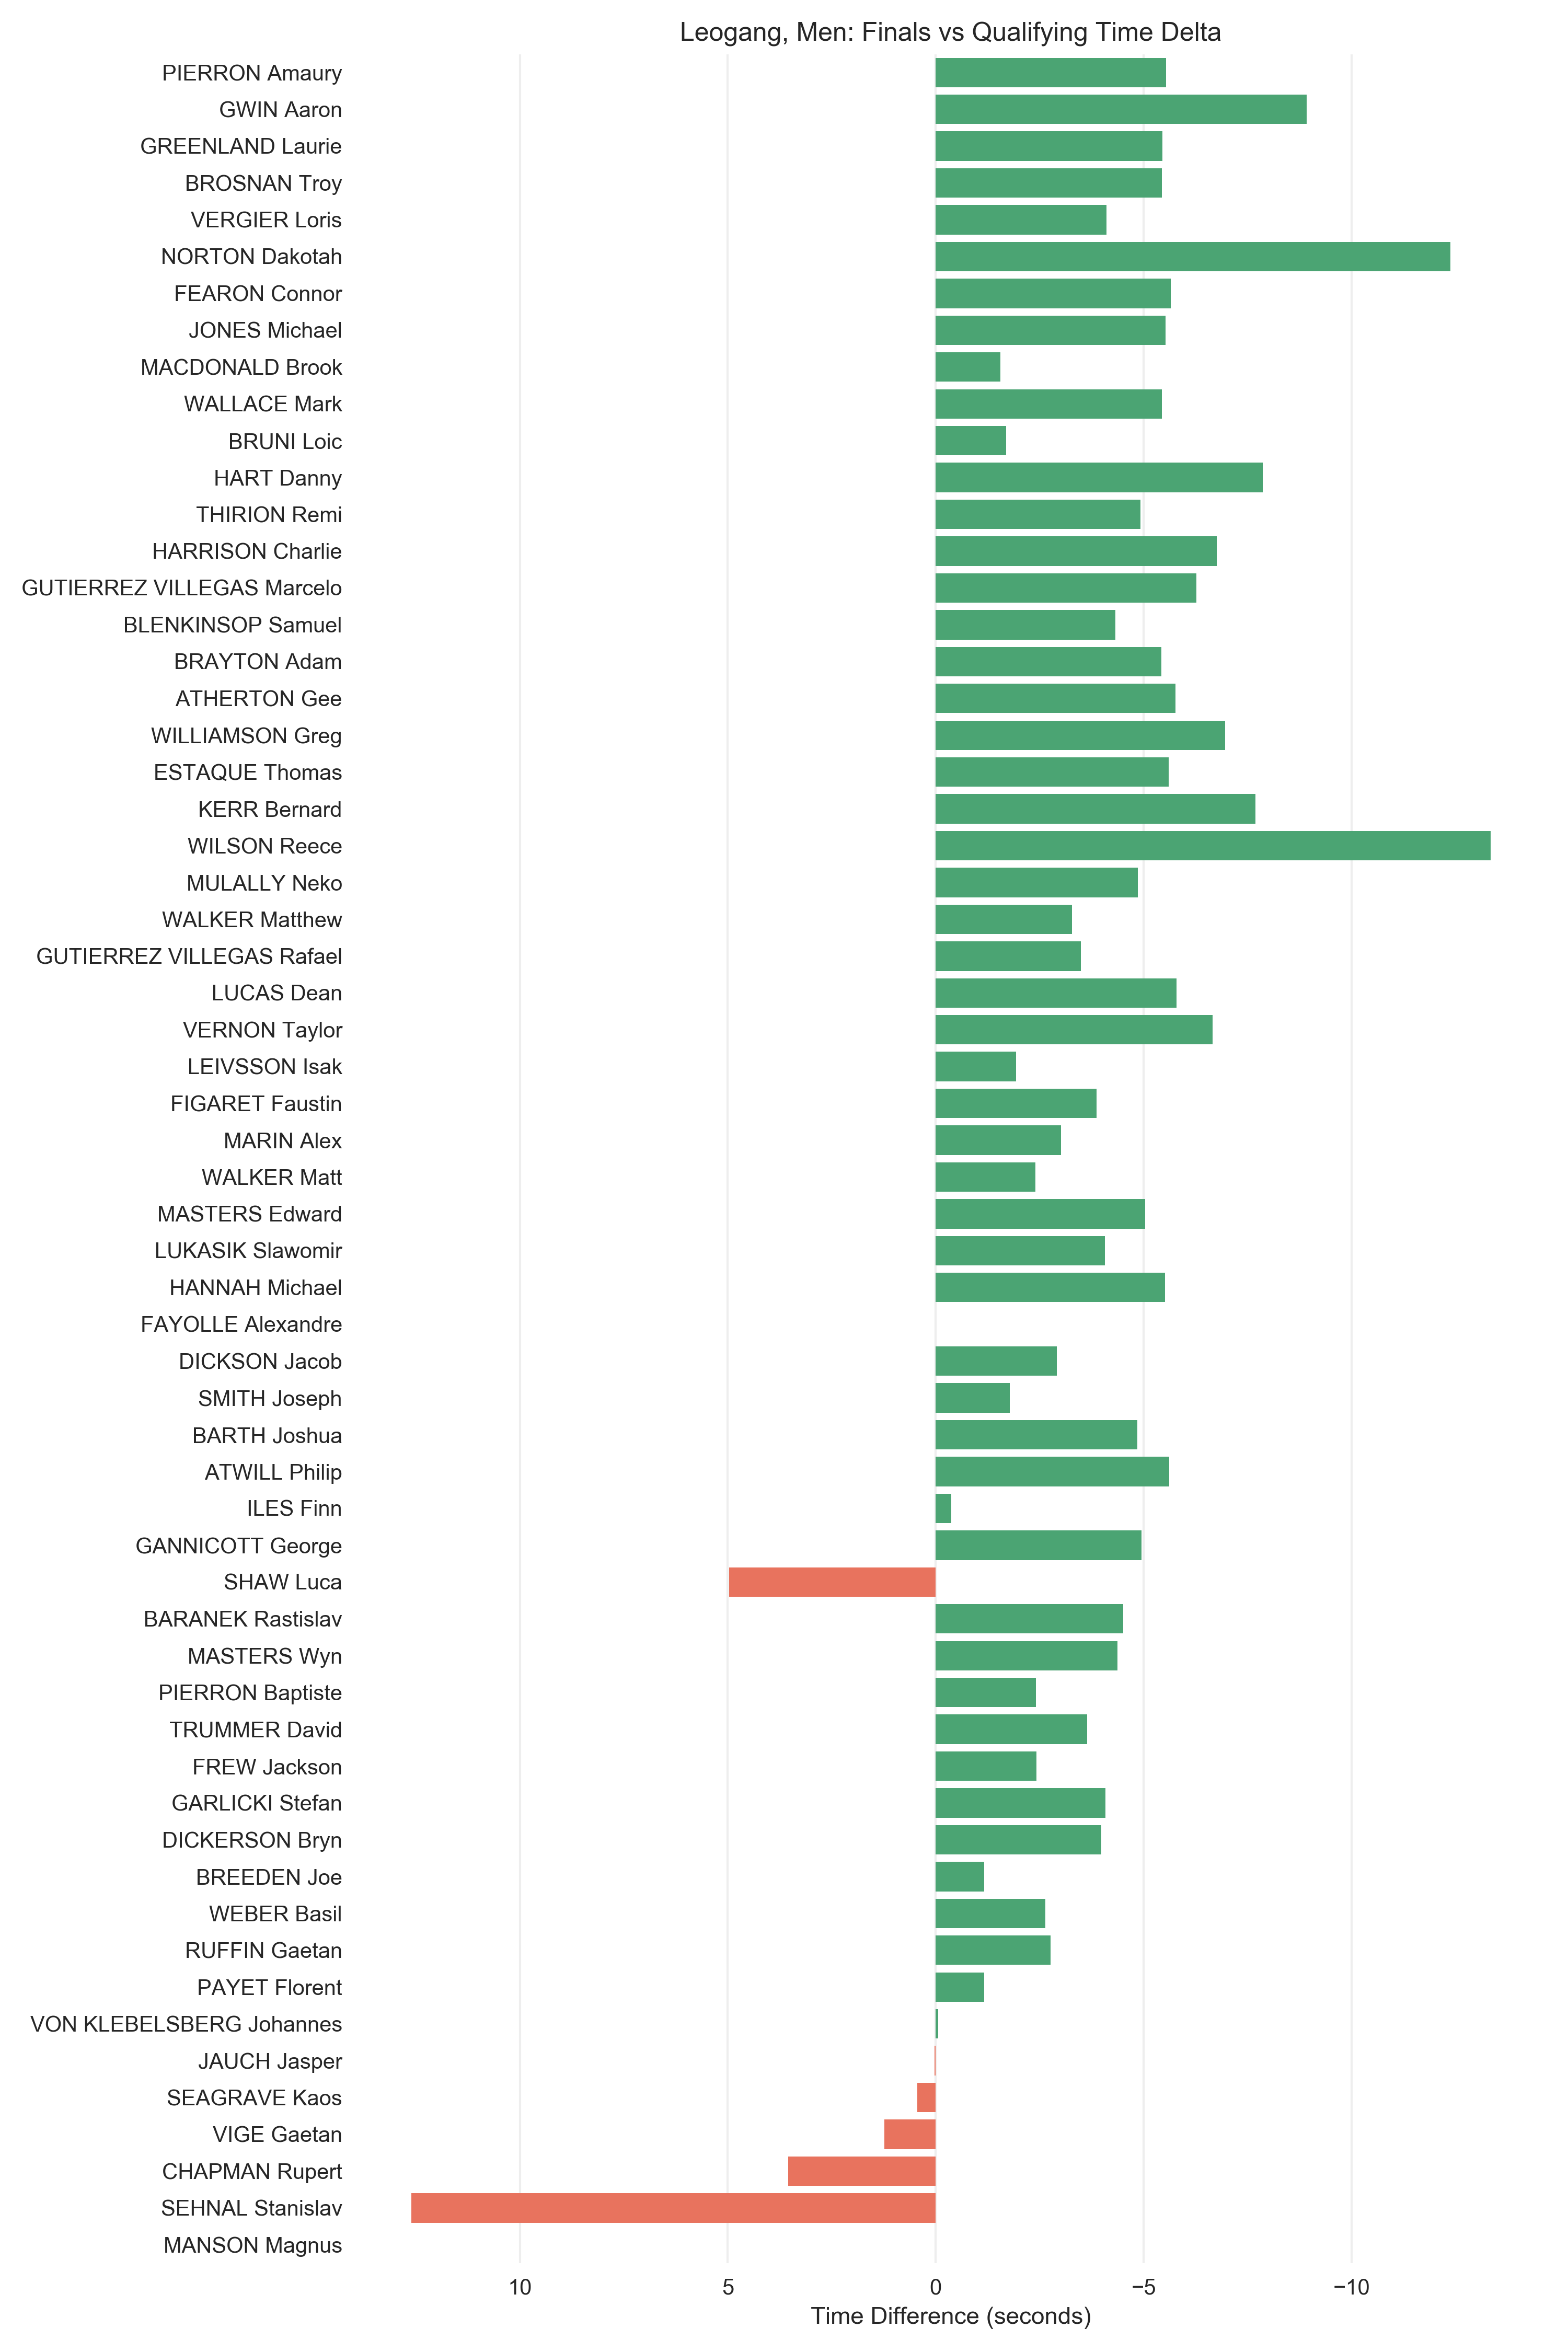 Leogang, Men: Finals vs Qualifying Time Delta
PIERRON Amaury
GWIN Aaron
GREENLAND Laurie
BROSNAN Troy
VERGIER Loris
NORTON Dakotah
FEARON Connor
JONES Michael
MACDONALD Brook
WALLACE Mark
BRUNI Loic
HART Danny
THIRION Remi
HARRISON Charlie
GUTIERREZ VILLEGAS Marcelo
BLENKINSOP Samuel
BRAYTON Adam
ATHERTON Gee
WILLIAMSON Greg
ESTAQUE Thomas
KERR Bernard
WILSON Reece
MULALLY Neko
WALKER Matthew
GUTIERREZ VILLEGAS Rafael
LUCAS Dean
VERNON Taylor
LEIVSSON Isak
FIGARET Faustin
MARIN Alex
WALKER Matt
MASTERS Edward
LUKASIK Slawomir
HANNAH Michael
FAYOLLE Alexandre
DICKSON Jacob
SMITH Joseph
BARTH Joshua
ATWILL Philip
ILES Finn
GANNICOTT George
SHAW Luca
BARANEK Rastislav
MASTERS Wyn
PIERRON Baptiste
TRUMMER David
FREW Jackson
GARLICKI Stefan
DICKERSON Bryn
BREEDEN Joe
WEBER Basil
RUFFIN Gaetan
PAYET Florent
VON KLEBELSBERG Johannes
JAUCH Jasper
SEAGRAVE Kaos
VIGE Gaetan
CHAPMAN Rupert
SEHNAL Stanislav
MANSON Magnus
10 5 0 −5 −10
Time Difference (seconds)